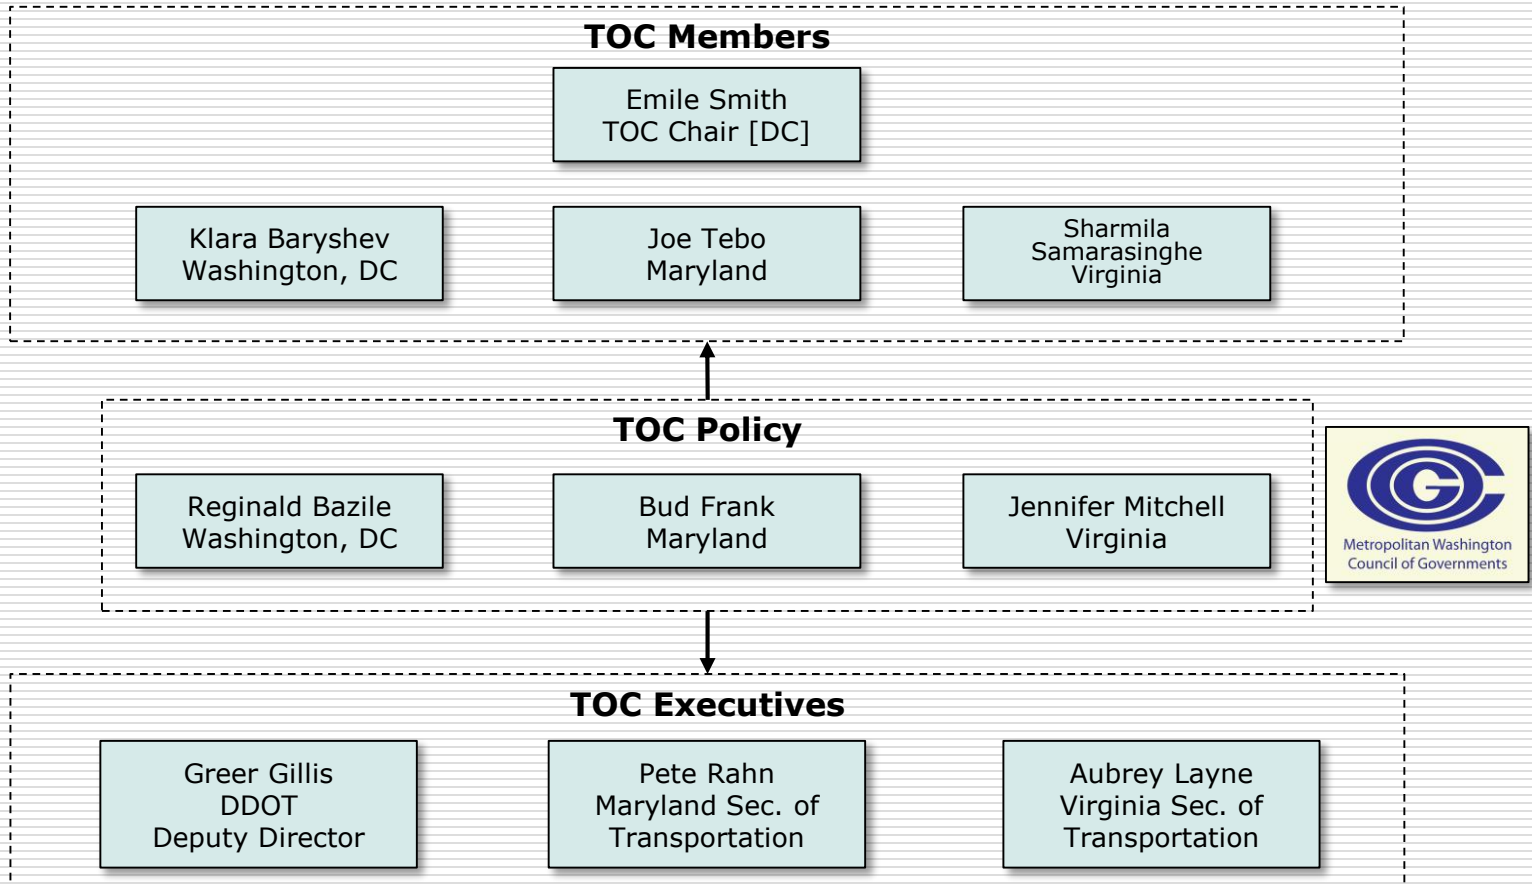 TOC Members
Emile Smith
TOC Chair [DC]
Klara Baryshev
Washington, DC
Joe Tebo
Maryland
Sharmila
Samarasinghe
Virginia
TOC Policy
Reginald Bazile
Washington, DC
Bud Frank
Maryland
Jennifer Mitchell
Virginia
COG
Metropolitan Washington
Council of Governments
TOC Executives
Greer Gillis
DDOT
Deputy Director
Pete Rahn
Maryland Sec. of
Transportation
Aubrey Layne
Virginia Sec. of
Transportation